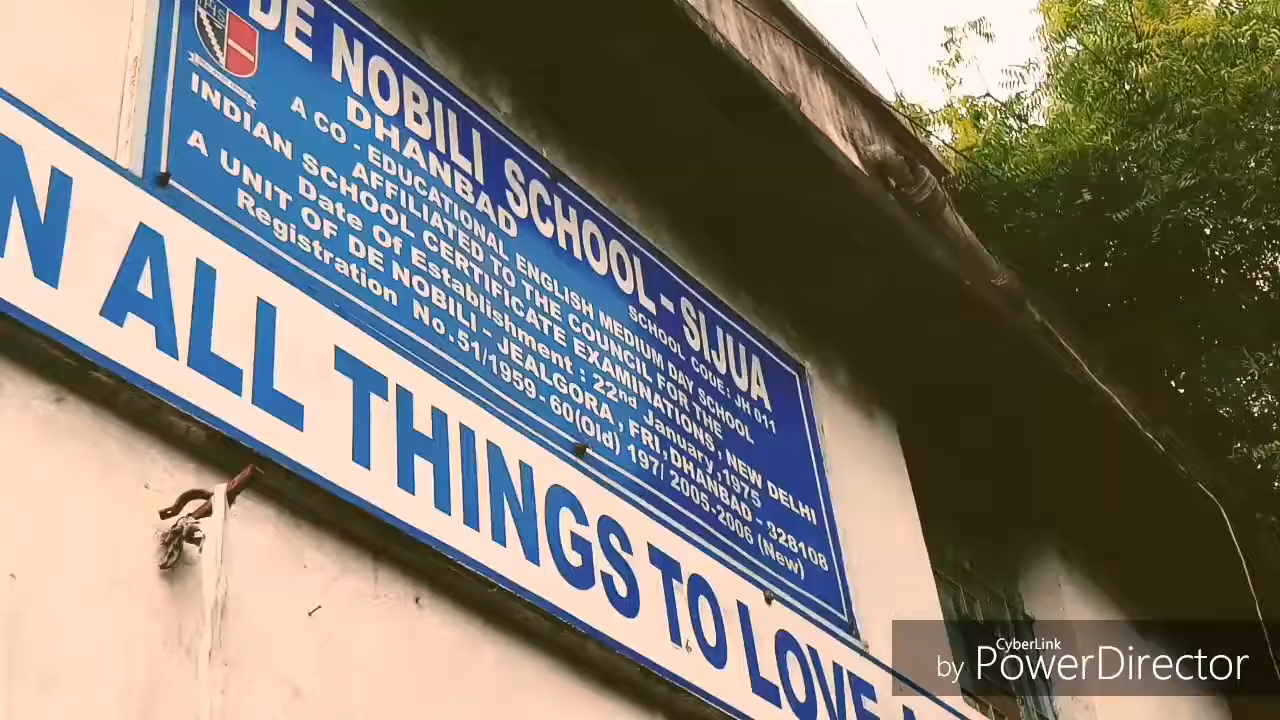 DE NOBILI SCHOOL - SIJUA
DHANBAD
SCHOOL CODE: JH 011
A CO - EDUCATIONAL ENGLISH MEDIUM DAY SCHOOL
AFFILIATED TO THE COUNCIL FOR THE
INDIAN SCHOOL CERTIFICATE EXAMINATIONS, NEW DELHI
Date Of Establishment : 22nd January, 1975
A UNIT OF DE NOBILI - JEALGORA, FRI, DHANBAD - 828108
Registration No.51/1959-60(Old) 197/ 2005-2006 (New)
N ALL THINGS TO LOVE
CyberLink
by PowerDirector